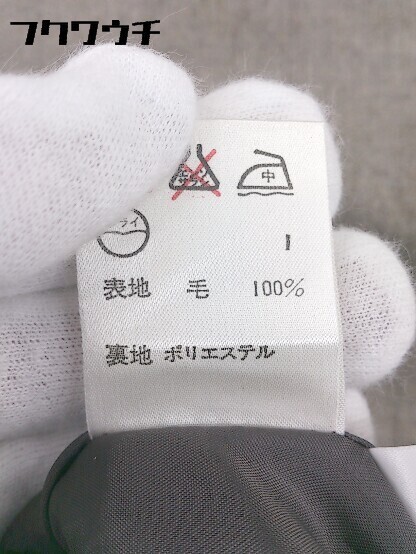 フクワウチ
中
ライ
1
表地 毛 100%
裏地 ポリエステル